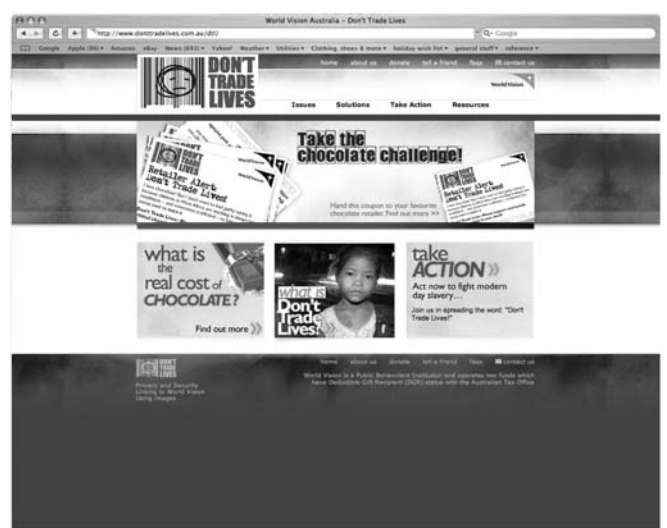 World Vision Australia – Don't Trade Lives
http://www.donttradelives.com.au/dtl/
Q- Google
Google Apple (86) Amazon eBay News (683) Yahoo! Weather Utilities Clothing, shoes & more holiday wish list general stuff reference
home about us donate tell a friend faqs contact us
DON'T
TRADE
LIVES
World Vision
Issues Solutions Take Action Resources
Take the
chocolate challenge!
DON'T
TRADE
LIVES
Retailer Alert
Don't Trade Lives!
Retailer Alert
Don't Trade Lives!
Hand this coupon to your favourite
chocolate retailer. Find out more >>
what is
the
real cost of
CHOCOLATE?
Find out more »
what is
Don't
Trade
Lives?
take
ACTION »
Act now to fight modern
day slavery...
Join us in spreading the word: "Don't
Trade Lives!"
DON'T
TRADE
LIVES
home about us donate tell a friend faqs contact us
World Vision is a Public Benevolent Institution and operates two funds which
have Deductible Gift Recipient (DGR) status with the Australian Tax Office
Privacy and Security
Linking to World Vision
Using images